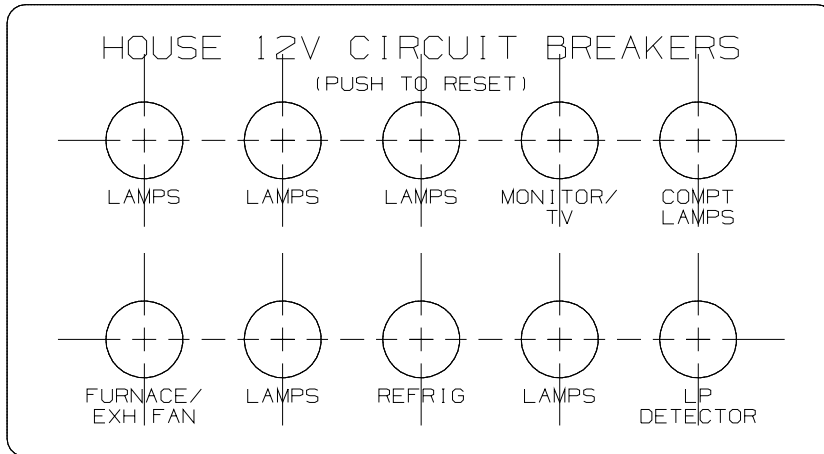 HOUSE 12V CIRCUIT BREAKERS
(PUSH TO RESET)
LAMPS LAMPS LAMPS MONITOR/ COMPT
TV LAMPS
FURNACE/ LAMPS REFRIG LAMPS LP
EXH FAN DETECTOR